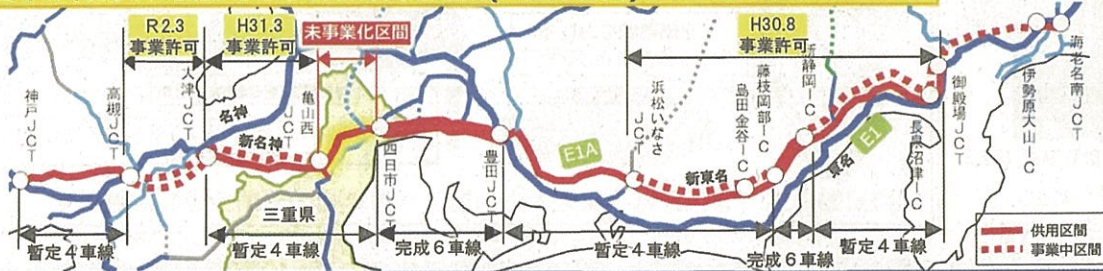 R2.3
事業許可
H31.3
事業許可
未事業化区間
H30.8
事業許可
神戸JCT
高槻JCT
大津JCT
名神
新名神
亀山西JCT
四日市JCT
豊田JCT
E1A
浜松いなさJCT
新東名
島田金谷IC
藤枝岡部IC
新静岡IC
東名
E1
長泉沼津IC
御殿場JCT
伊勢原大山IC
海老名南JCT
三重県
暫定4車線
暫定4車線
完成6車線
暫定4車線
完成6車線
暫定4車線
供用区間
事業中区間